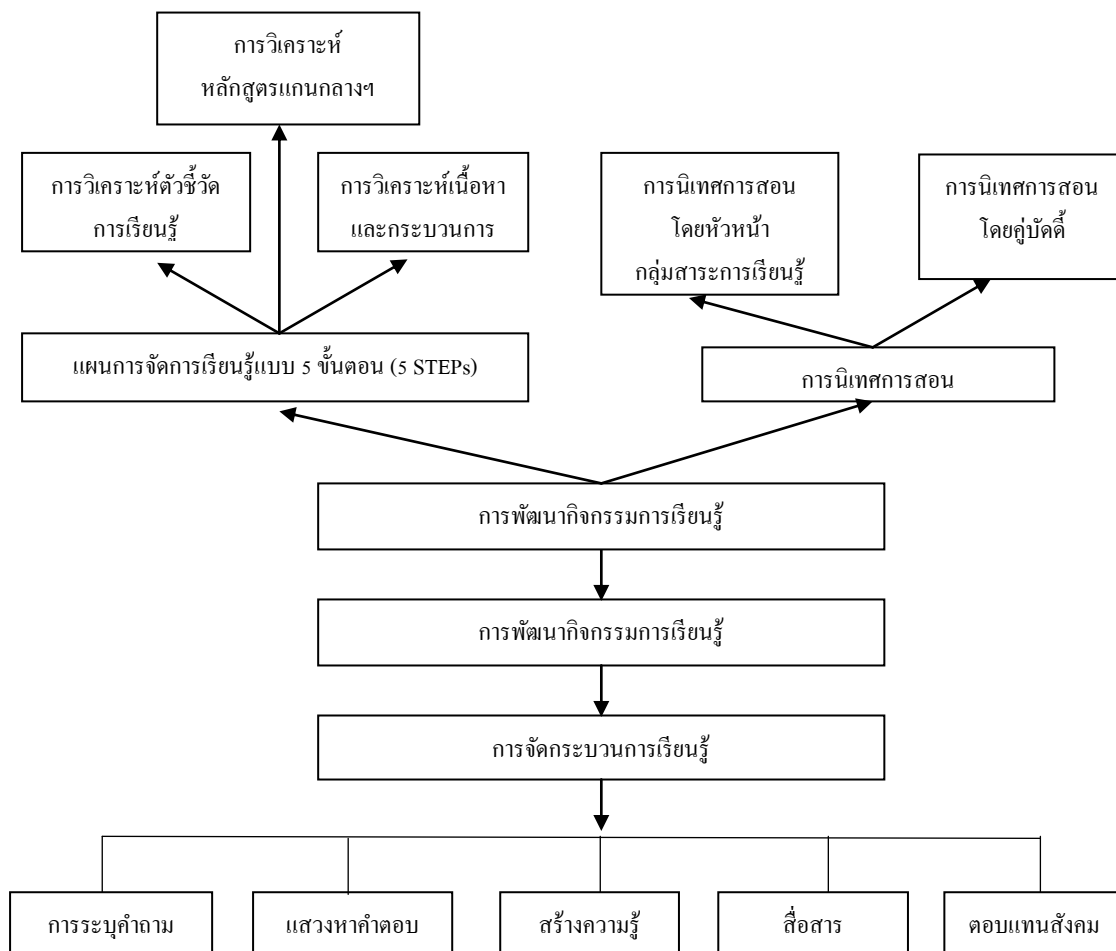 การวิเคราะห์
หลักสูตรแกนกลางฯ
การวิเคราะห์ตัวชี้วัด
การเรียนรู้
การวิเคราะห์เนื้อหา
และกระบวนการ
การนิเทศการสอน
โดยหัวหน้า
กลุ่มสาระการเรียนรู้
การนิเทศการสอน
โดยคู่บัดดี้
แผนการจัดการเรียนรู้แบบ 5 ขั้นตอน (5 STEPs)
การนิเทศการสอน
การพัฒนากิจกรรมการเรียนรู้
การพัฒนากิจกรรมการเรียนรู้
การจัดกระบวนการเรียนรู้
การระบุคำถาม
แสวงหาคำตอบ
สร้างความรู้
สื่อสาร
ตอบแทนสังคม